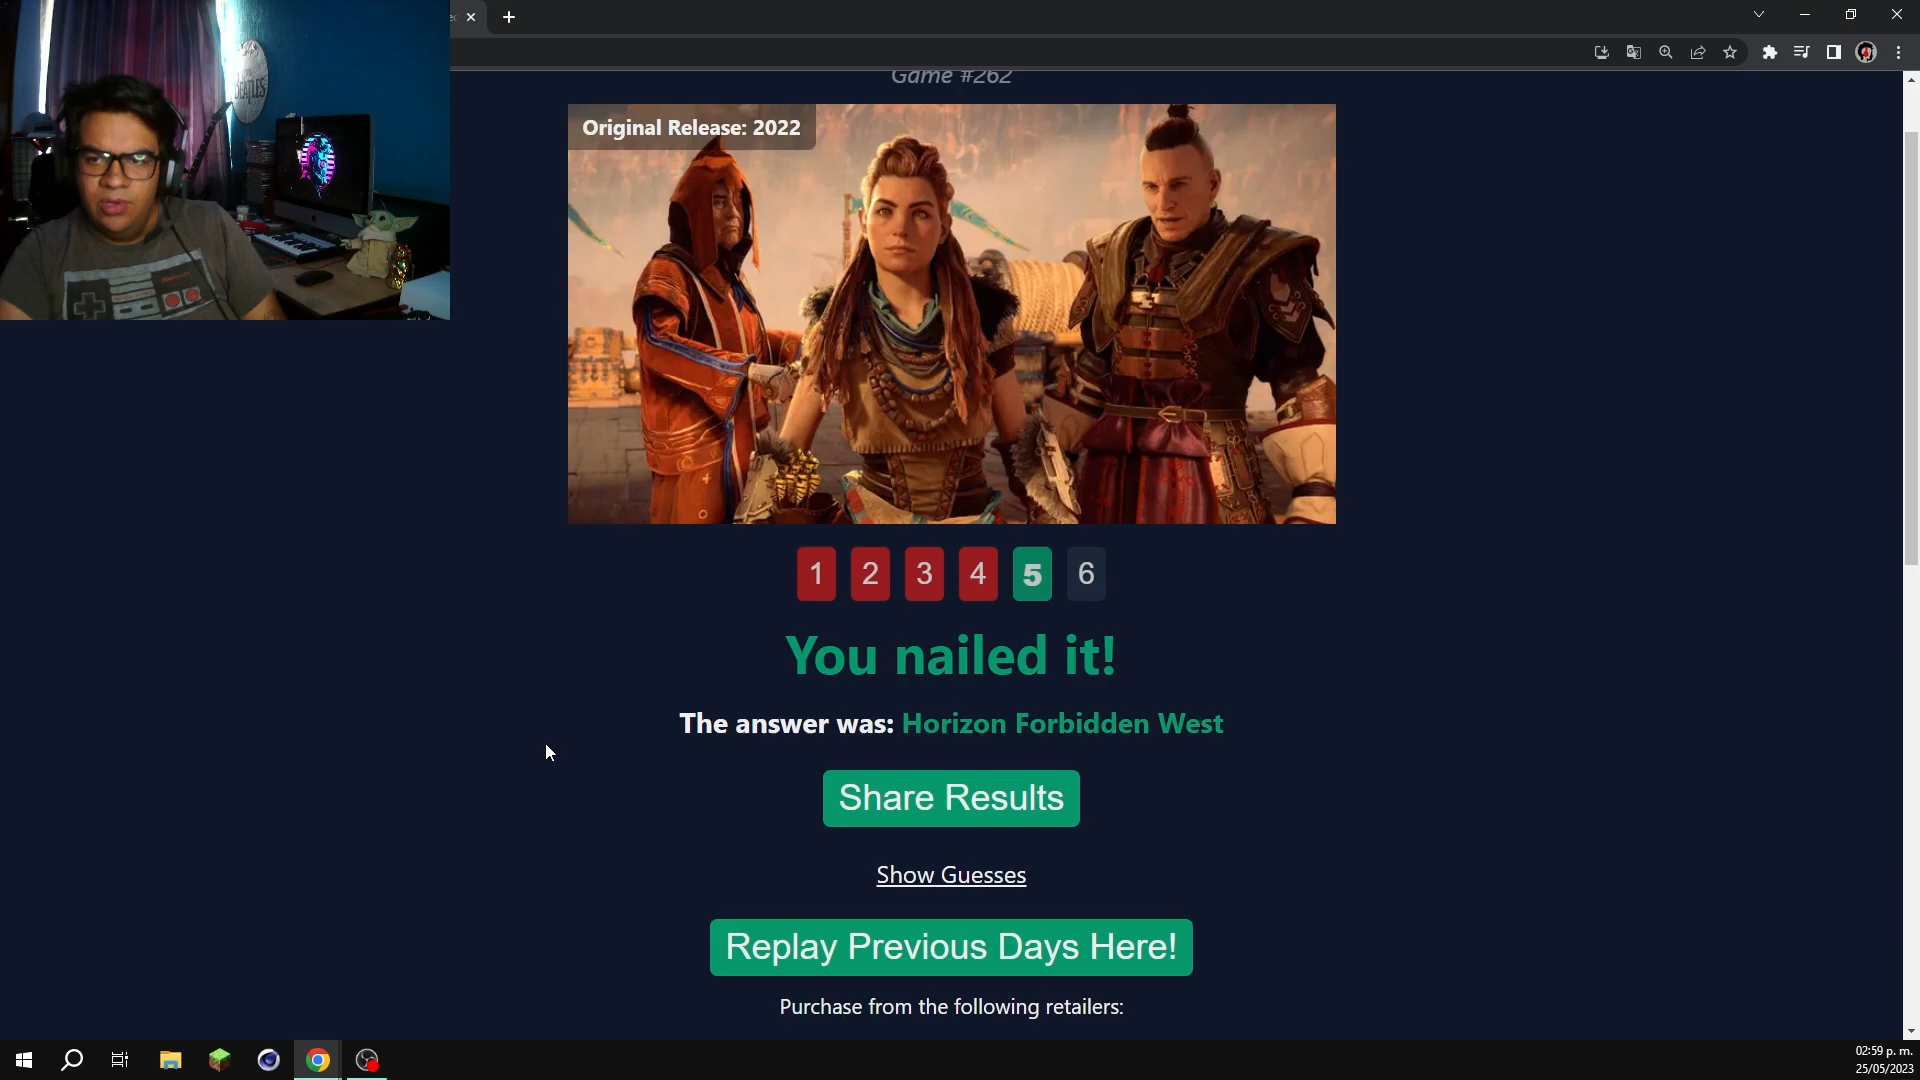 Game #262
Original Release: 2022
BEATLES
1 2 3 4 5 6
You nailed it!
The answer was: Horizon Forbidden West
Share Results
Show Guesses
Replay Previous Days Here!
Purchase from the following retailers:
02:59 p. m.
25/05/2023